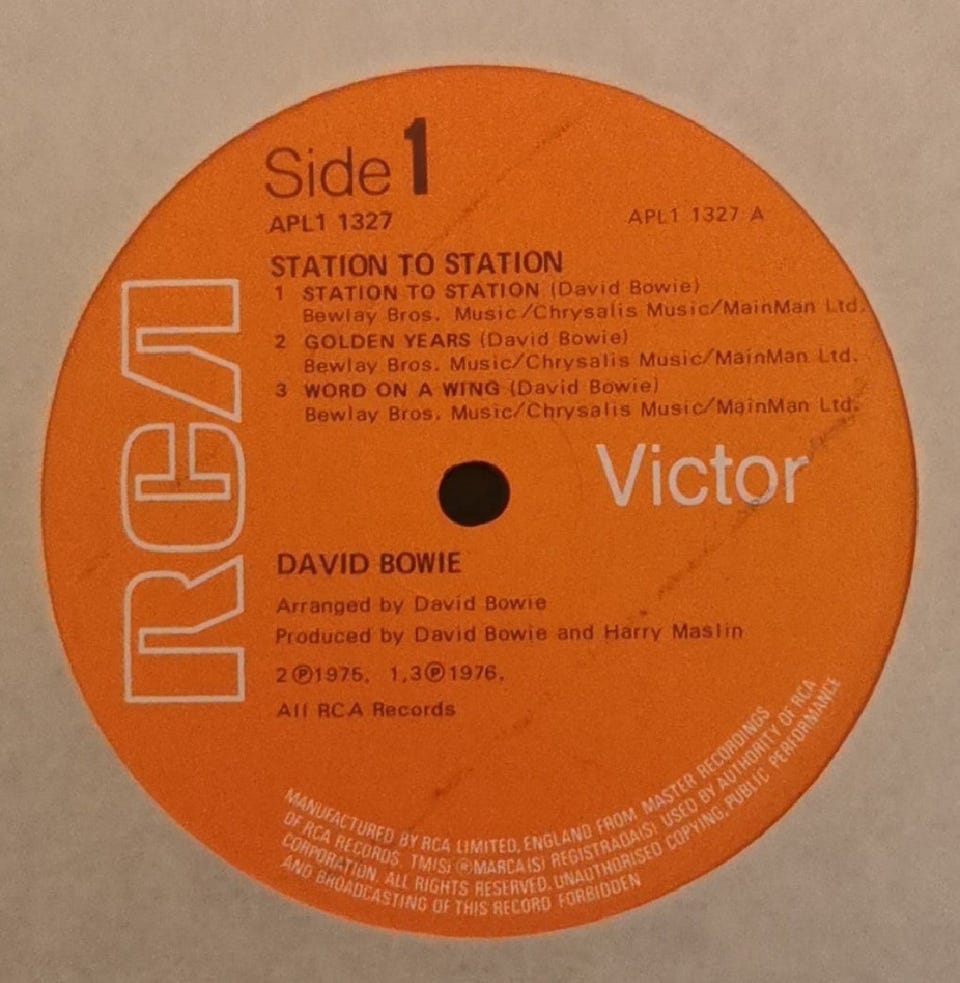 Side 1
APL1 1327
APL1 1327 A
STATION TO STATION
1 STATION TO STATION (David Bowie)
Bewlay Bros. Music/Chrysalis Music/MainMan Ltd.
2 GOLDEN YEARS (David Bowie)
Bewlay Bros. Music/Chrysalis Music/MainMan Ltd.
3 WORD ON A WING (David Bowie)
Bewlay Bros. Music/Chrysalis Music/MainMan Ltd.
RCA
Victor
DAVID BOWIE
Arranged by David Bowie
Produced by David Bowie and Harry Maslin
2℗1975. 1,3℗1976.
All RCA Records
MANUFACTURED BY RCA LIMITED, ENGLAND FROM MASTER RECORDINGS
OF RCA RECORDS. TM(S) ®MARCA(S) REGISTRADA(S) USED BY AUTHORITY OF RCA
CORPORATION. ALL RIGHTS RESERVED. UNAUTHORISED COPYING, PUBLIC PERFORMANCE
AND BROADCASTING OF THIS RECORD FORBIDDEN